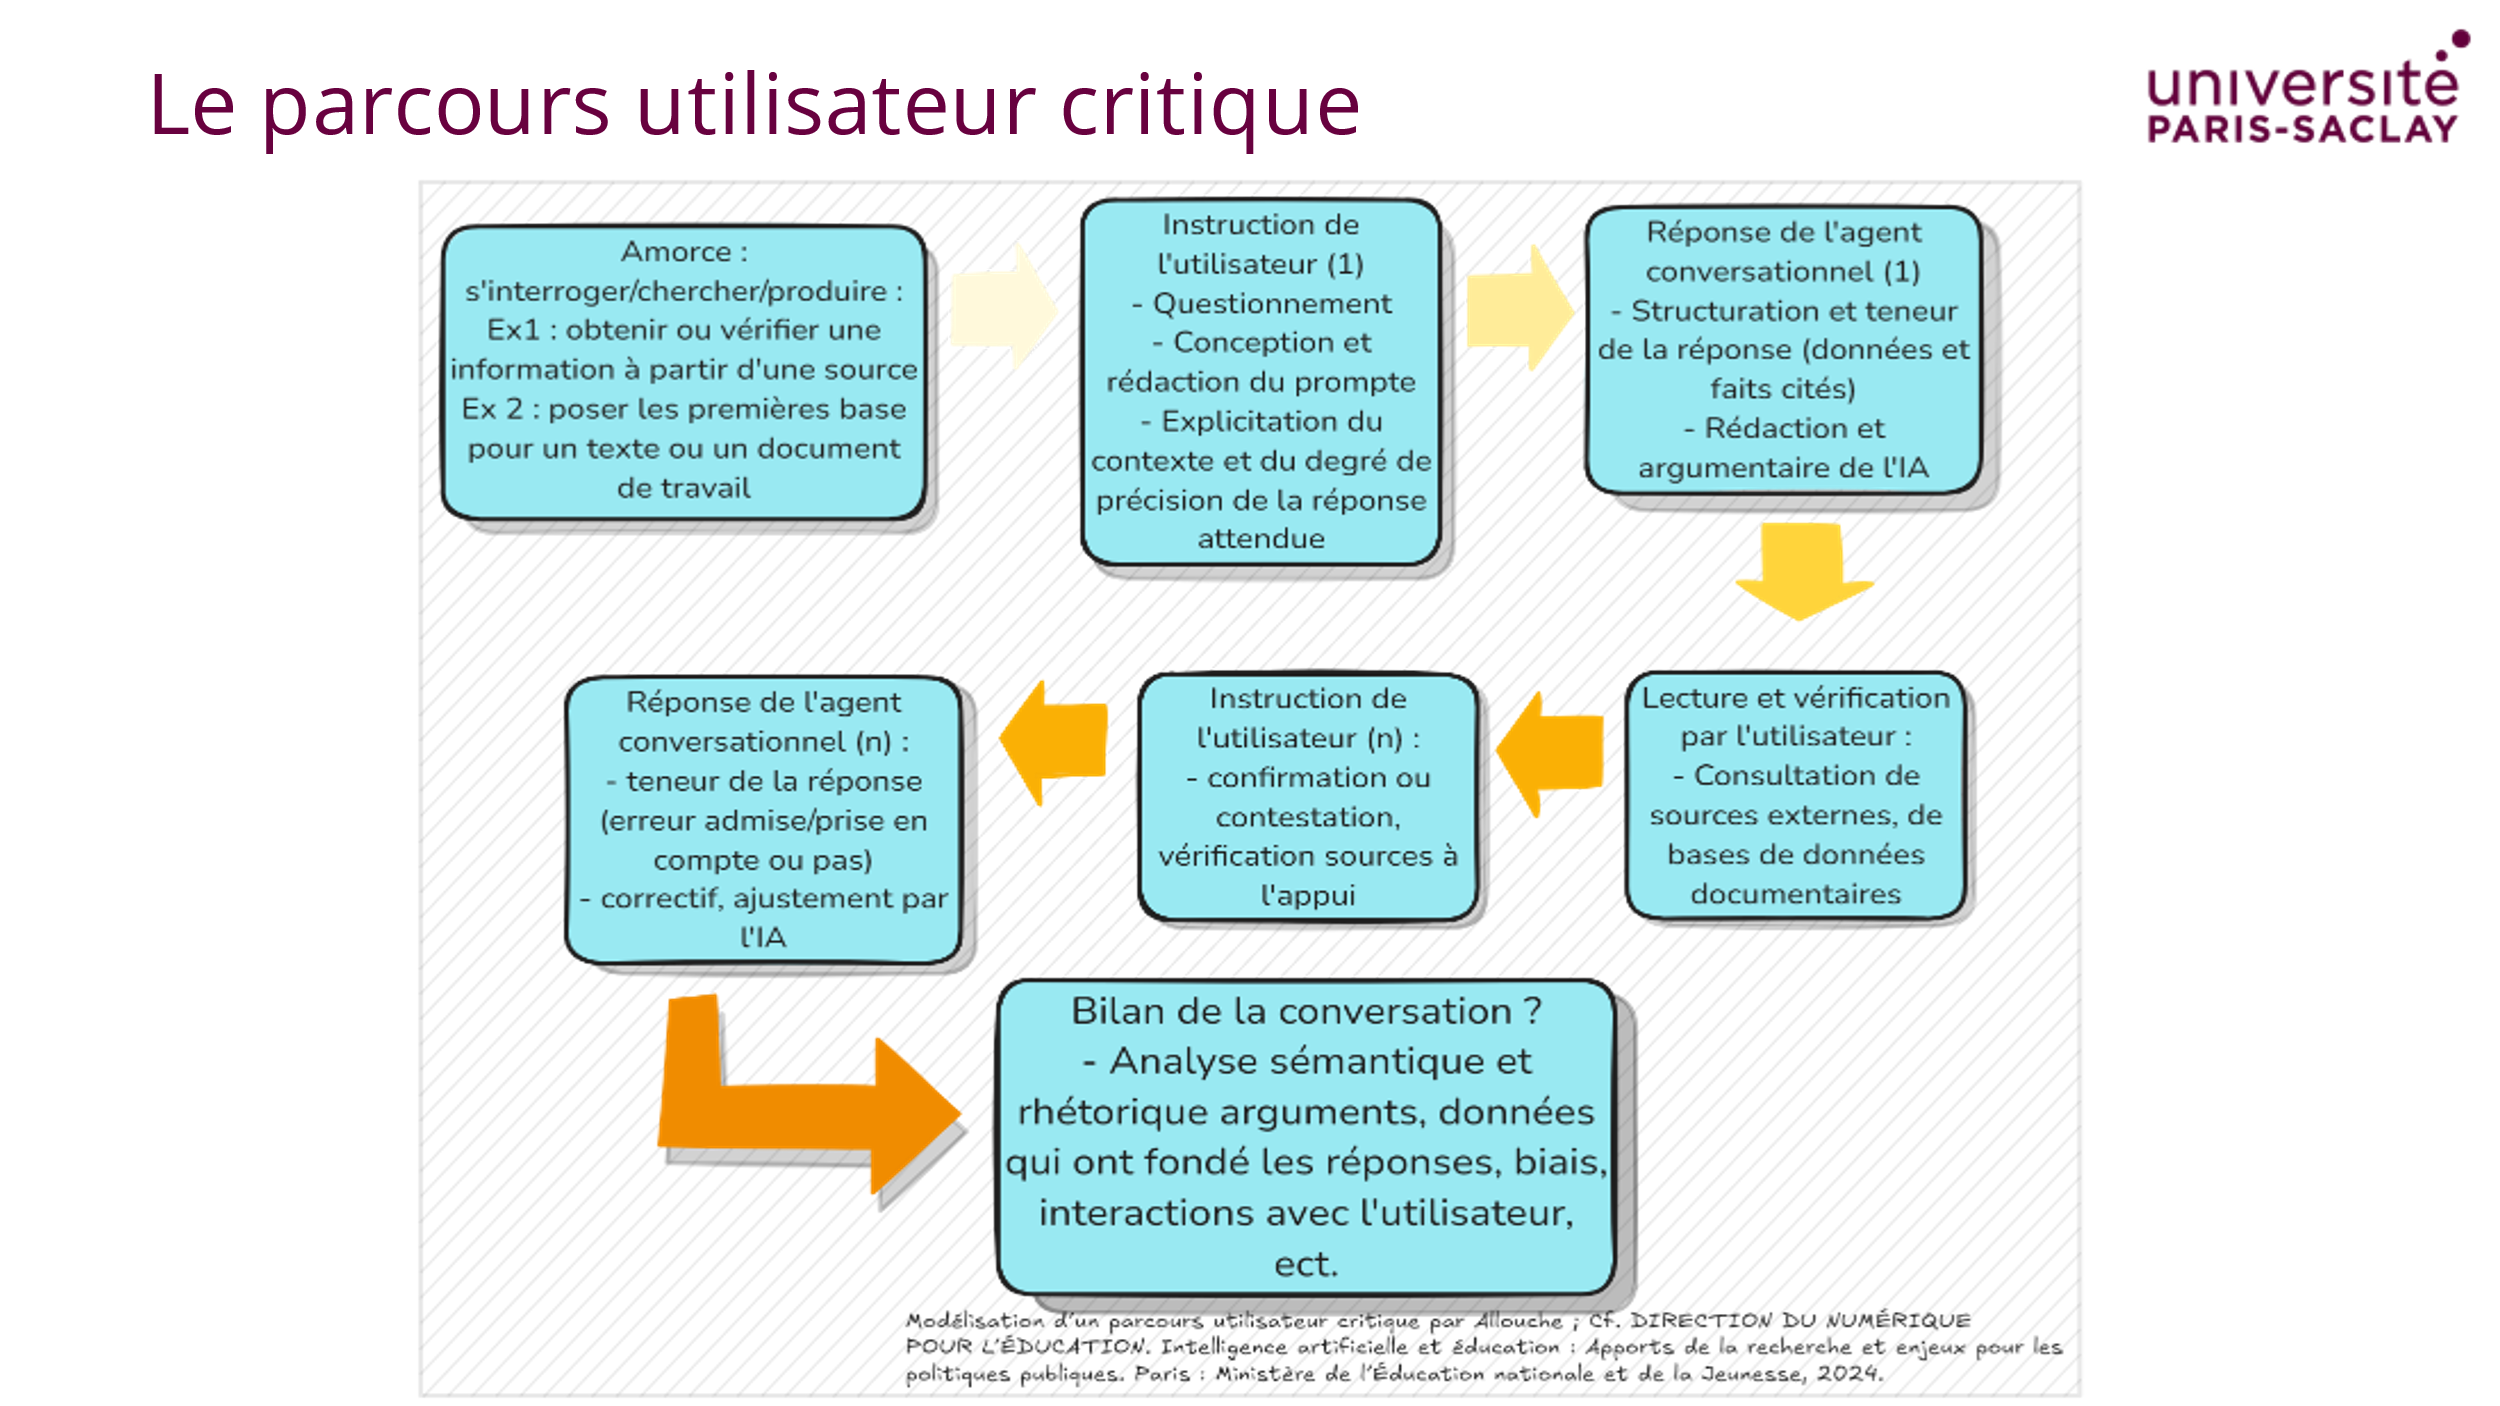 Le parcours utilisateur critique
université
PARIS-SACLAY
Amorce :
s'interroger/chercher/produire :
Ex1 : obtenir ou vérifier une
information à partir d'une source
Ex 2 : poser les premières base
pour un texte ou un document
de travail
Instruction de
l'utilisateur (1)
- Questionnement
- Conception et
rédaction du prompte
- Explicitation du
contexte et du degré de
précision de la réponse
attendue
Réponse de l'agent
conversationnel (1)
- Structuration et teneur
de la réponse (données et
faits cités)
- Rédaction et
argumentaire de l'IA
Lecture et vérification
par l'utilisateur :
- Consultation de
sources externes, de
bases de données
documentaires
Instruction de
l'utilisateur (n) :
- confirmation ou
contestation,
vérification sources à
l'appui
Réponse de l'agent
conversationnel (n) :
- teneur de la réponse
(erreur admise/prise en
compte ou pas)
- correctif, ajustement par
l'IA
Bilan de la conversation ?
- Analyse sémantique et
rhétorique arguments, données
qui ont fondé les réponses, biais,
interactions avec l'utilisateur,
ect.
Modélisation d'un parcours utilisateur critique par Allouche ; Cf. DIRECTION DU NUMÉRIQUE
POUR L'ÉDUCATION. Intelligence artificielle et éducation : Apports de la recherche et enjeux pour les
politiques publiques. Paris : Ministère de l'Éducation nationale et de la Jeunesse, 2024.